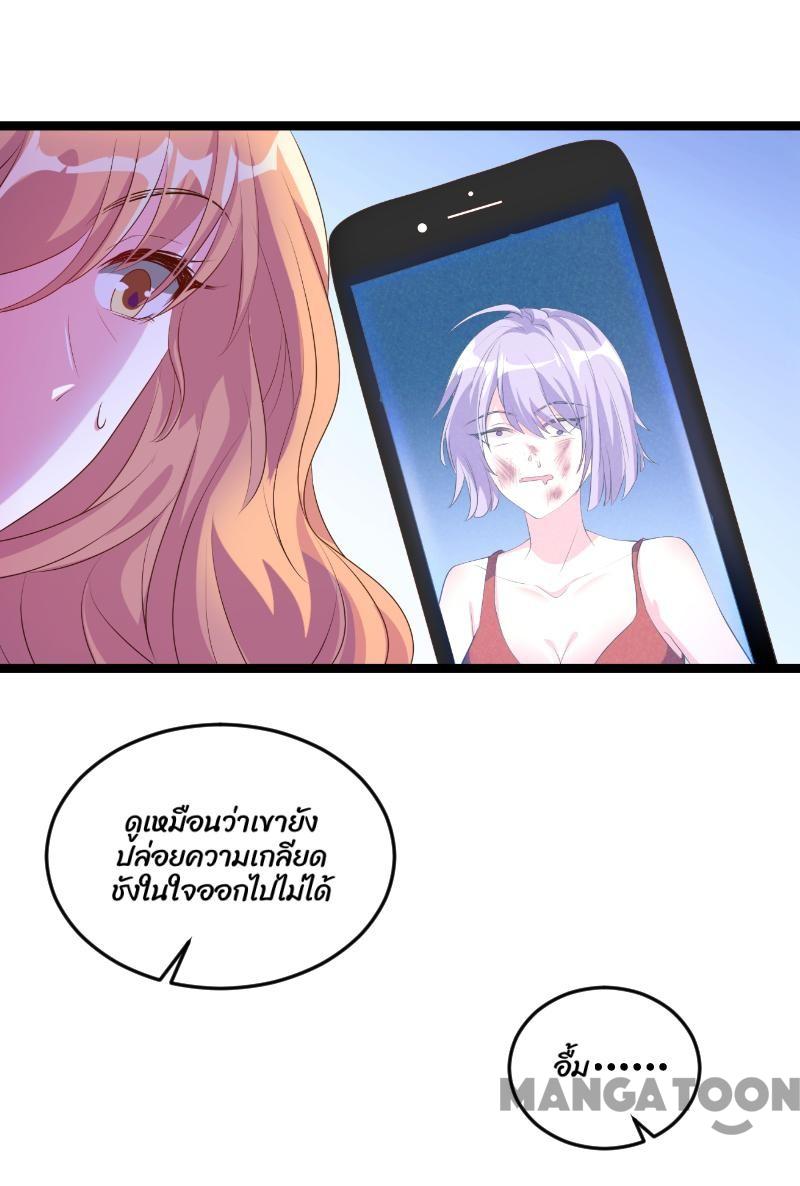 ดูเหมือนว่าเขายัง
ปล่อยความเกลียด
ชังในใจออกไปไม่ได้
อื้ม••••••
MANGATOON